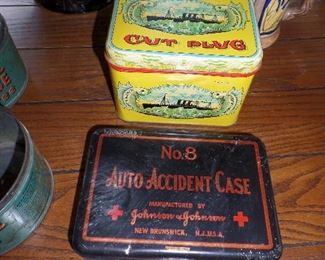 CUT PLUG
No. 8
AUTO ACCIDENT CASE
MANUFACTURED BY
Johnson & Johnson
NEW BRUNSWICK, N.J. U.S.A.